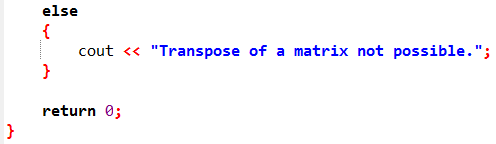 else
{
cout << "Transpose of a matrix not possible.";
}
return 0;
}